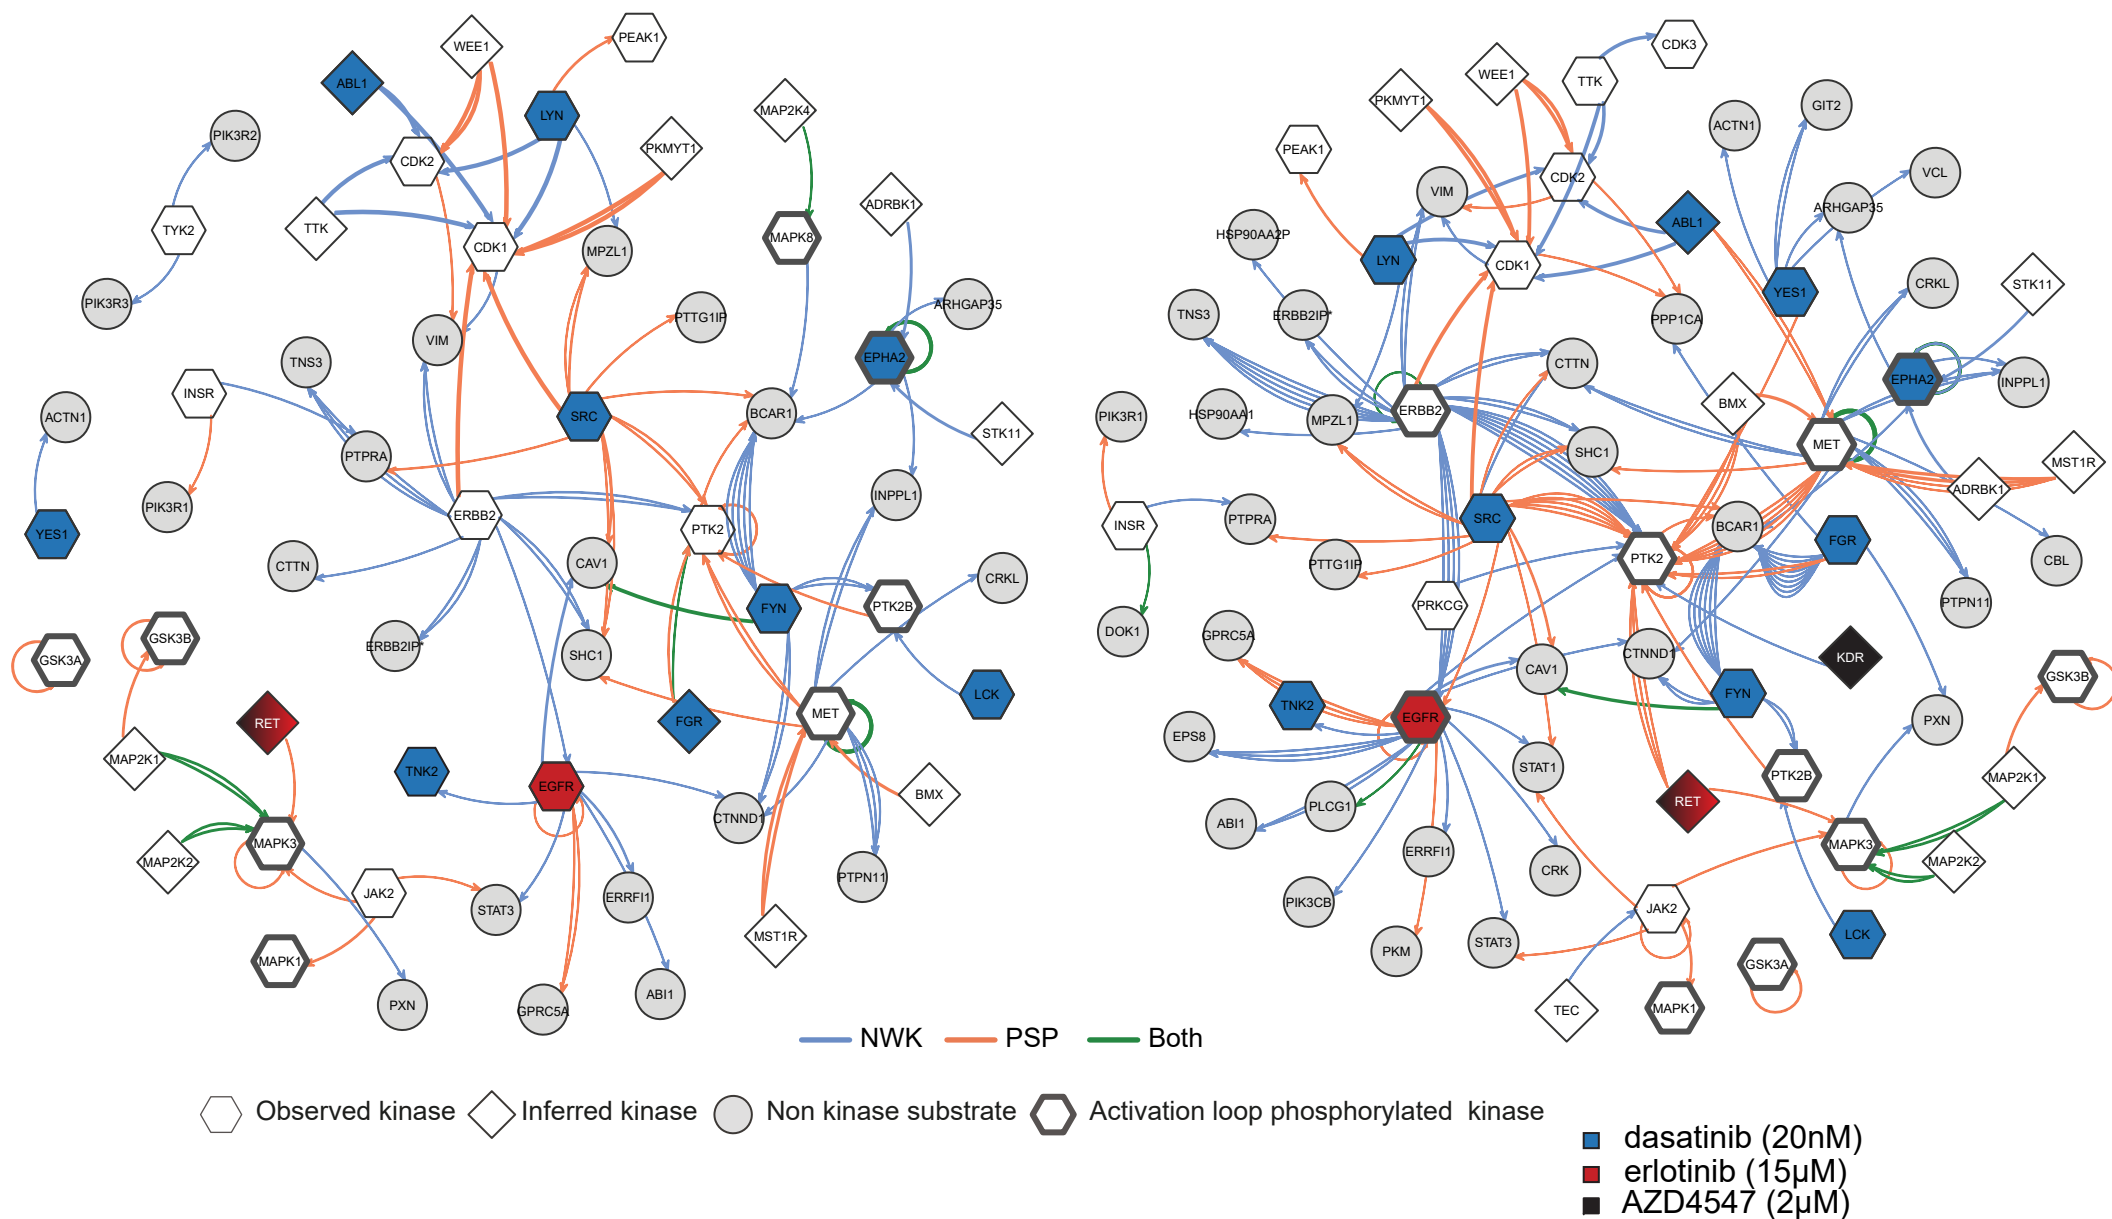 WEE1
PEAK1
ABL1
LYN
MAP2K4
PIK3R2
CDK2
PKMYT1
TTK
ADRBK1
TYK2
MAPK8
CDK1
MPZL1
PIK3R3
ARHGAP35
PTTG1IP
VIM
EPHA2
TNS3
INSR
ACTN1
SRC
BCAR1
STK11
PTPRA
INPPL1
PIK3R1
ERBB2
YES1
PTK2
CTTN
CAV1
CRKL
FYN
PTK2B
GSK3B
ERBB2IP*
SHC1
GSK3A
LCK
RET
FGR
MET
MAP2K1
TNK2
EGFR
BMX
CTNND1
MAPK3
MAP2K2
PTPN11
JAK2
ERRFI1
STAT3
MST1R
MAPK1
ABI1
PXN
GPRC5A
CDK3
WEE1
TTK
PKMYT1
GIT2
ACTN1
PEAK1
CDK2
VCL
VIM
ARHGAP35
ABL1
HSP90AA2P
LYN
CDK1
CRKL
STK11
YES1
TNS3
ERBB2IP*
PPP1CA
CTTN
EPHA2
INPPL1
BMX
PIK3R1
HSP90AA1
MPZL1
ERBB2
MET
SHC1
MST1R
ADRBK1
INSR
PTPRA
SRC
BCAR1
FGR
PTK2
CBL
PTTG1IP
PRKCG
PTPN11
DOK1
GPRC5A
CTNND1
KDR
CAV1
GSK3B
TNK2
EGFR
FYN
PXN
EPS8
STAT1
PTK2B
MAP2K1
RET
PLCG1
ABI1
MAPK3
ERRFI1
MAP2K2
CRK
PIK3CB
JAK2
LCK
STAT3
PKM
GSK3A
TEC
MAPK1
NWK PSP Both
Observed kinase Inferred kinase Non kinase substrate Activation loop phosphorylated kinase
dasatinib (20nM)
erlotinib (15µM)
AZD4547 (2µM)